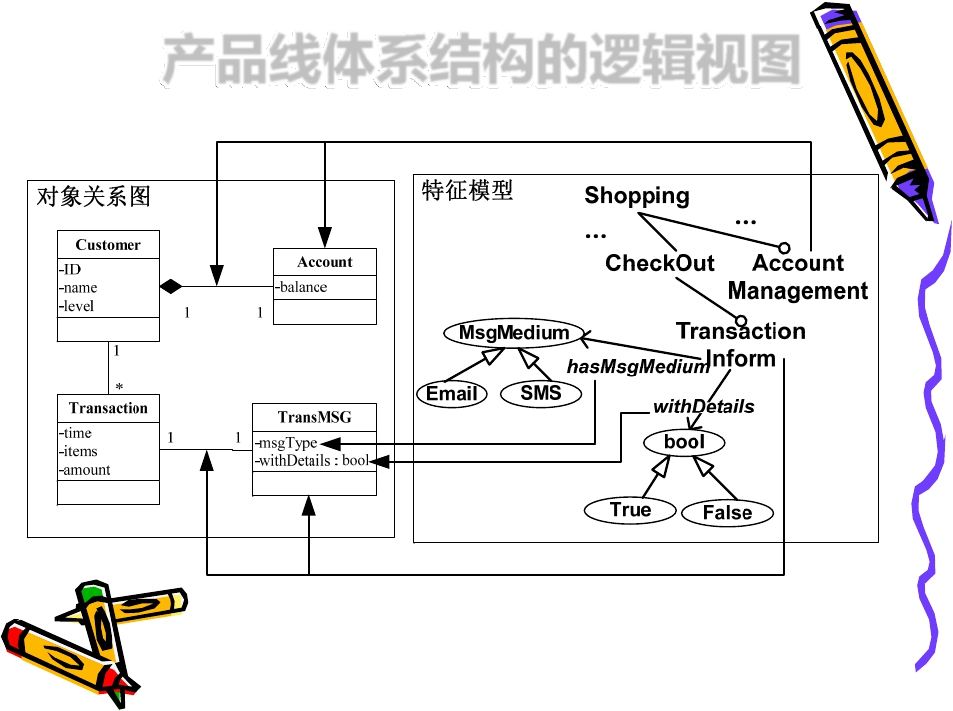 产品线体系结构的逻辑视图
对象关系图
Customer
-ID
-name
-level
Account
-balance
1
1
1
*
Transaction
-time
-items
-amount
1
1
TransMSG
-msgType
-withDetails : bool
特征模型
Shopping
...
...
CheckOut
Account
Management
Transaction
Inform
MsgMedium
hasMsgMedium
Email
SMS
withDetails
bool
True
False